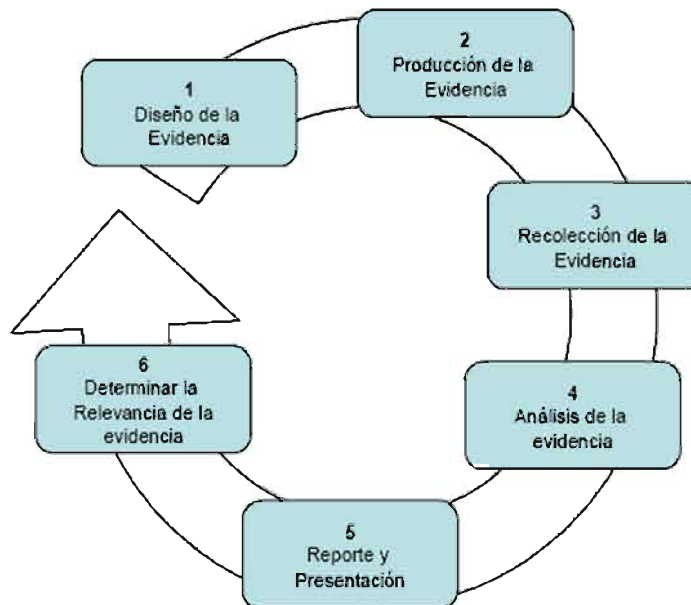 1
Diseño de la
Evidencia
2
Producción de la
Evidencia
3
Recolección de la
Evidencia
4
Análisis de la
evidencia
5
Reporte y
Presentación
6
Determinar la
Relevancia de la
evidencia